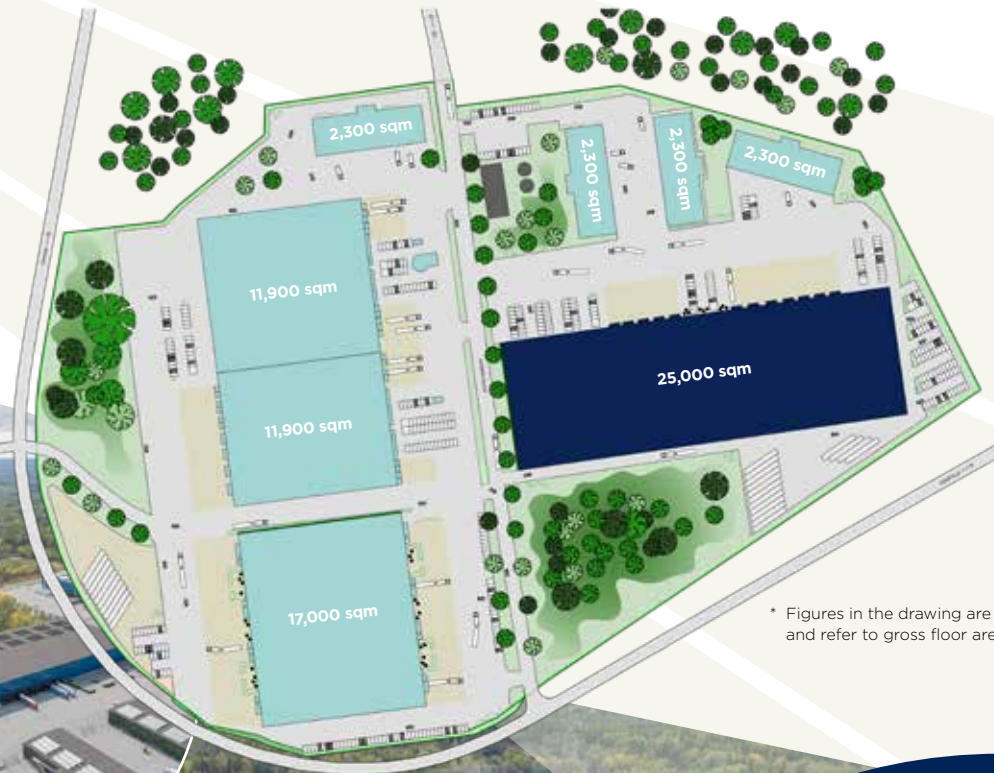 2,300 sqm
2,300 sqm
2,300 sqm
2,300 sqm
11,900 sqm
25,000 sqm
11,900 sqm
17,000 sqm
* Figures in the drawing are
and refer to gross floor